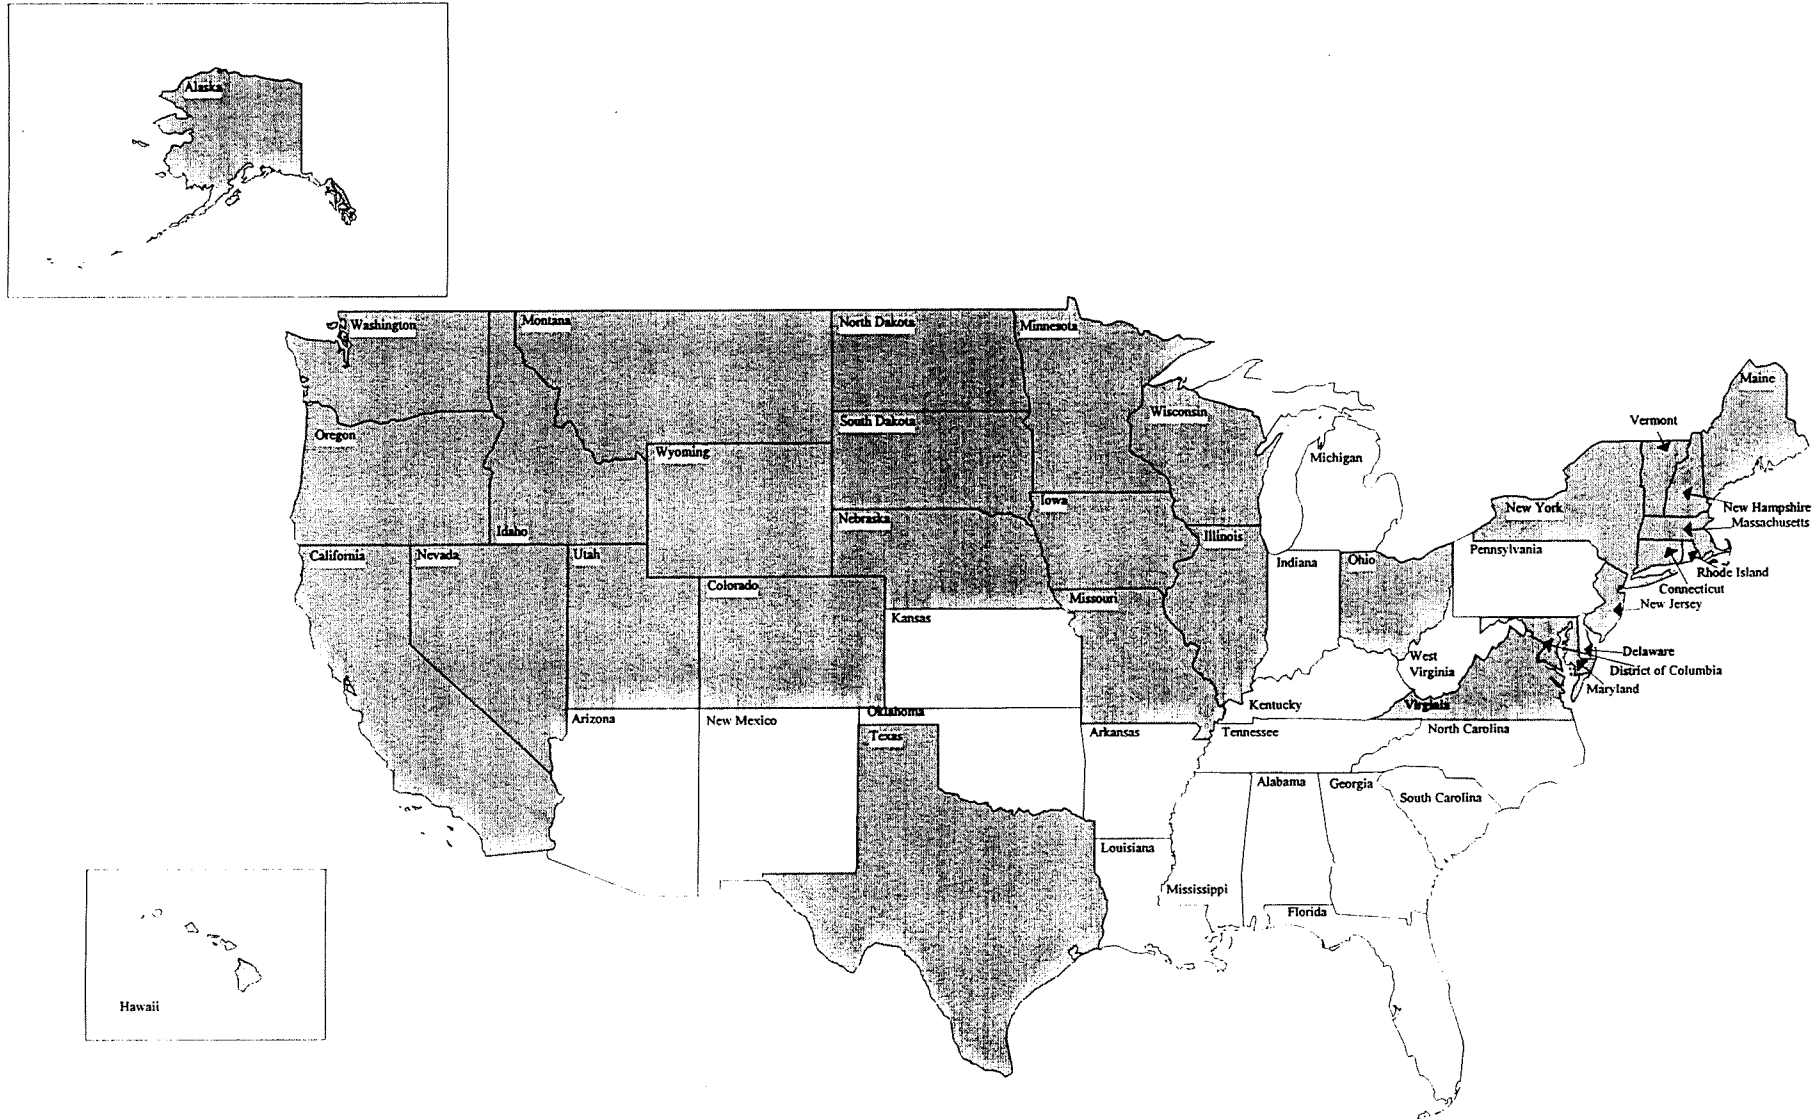 Alaska
Washington
Montana
North Dakota
Minnesota
Maine
Wisconsin
Vermont
Oregon
South Dakota
Wyoming
Michigan
Iowa
New York
New Hampshire
Nebraska
Massachusetts
Idaho
Illinois
California
Nevada
Utah
Pennsylvania
Indiana
Ohio
Rhode Island
Colorado
Connecticut
Missouri
New Jersey
Kansas
Delaware
West
Virginia
District of Columbia
Maryland
Kentucky
Virginia
Oklahoma
Arizona
New Mexico
North Carolina
Arkansas
Tennessee
Texas
Alabama
Georgia
South Carolina
Louisiana
Mississippi
Florida
Hawaii